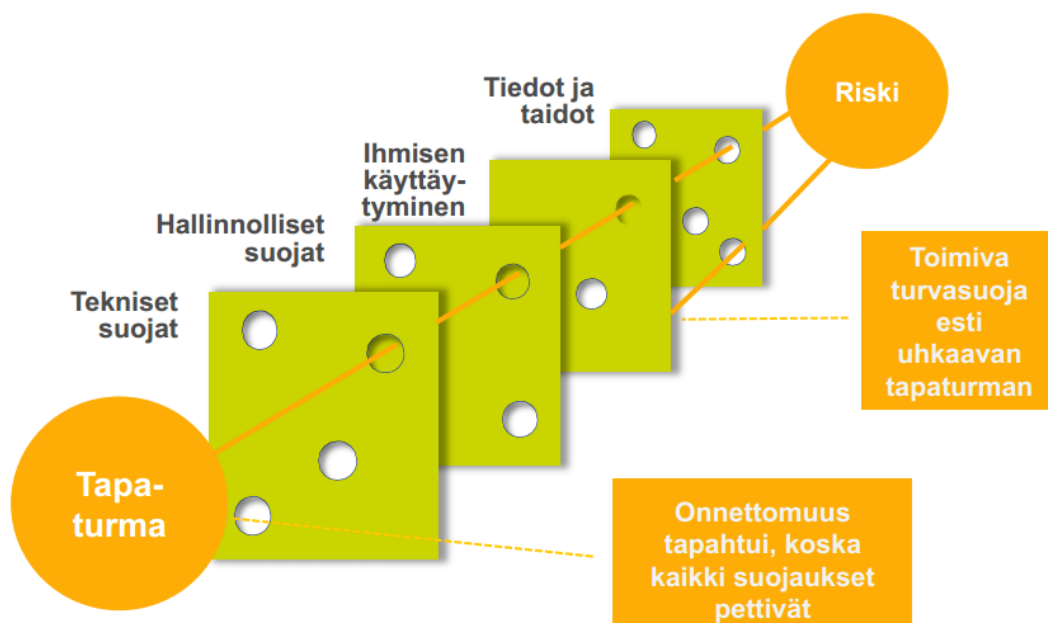 Riski
Tiedot ja
taidot
Ihmisen
käyttäy-
tyminen
Hallinnolliset
suojat
Tekniset
suojat
Toimiva
turvasuoja
esti
uhkaavan
tapaturman
Tapa-
turma
Onnettomuus
tapahtui, koska
kaikki suojaukset
pettivät